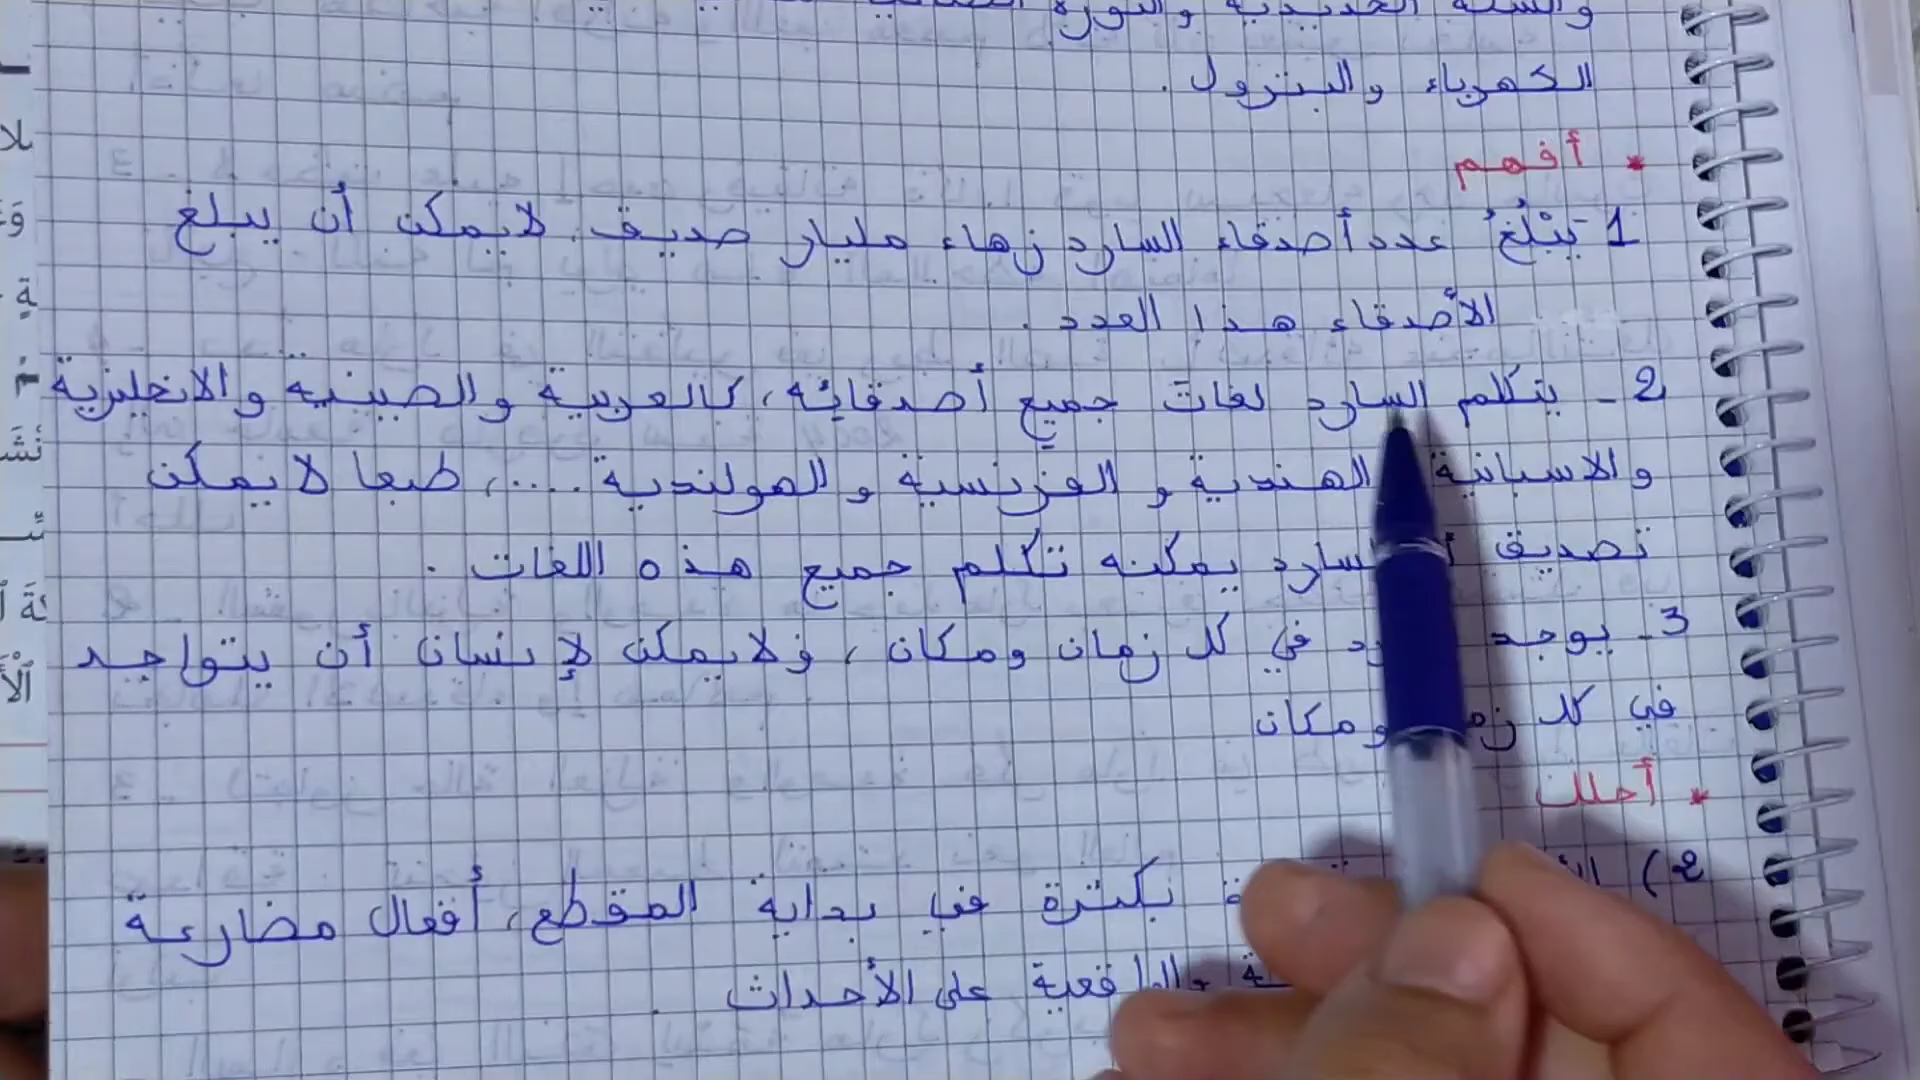 الكهرباء والبترول.
* أفهم
1 - يَبْلُغُ عدد أصدقاء السارد زهاء مليار صديق. لا يمكن أن يبلغ
الأصدقاء هذا العدد.
2 - يتكلم السارد لغات جميع أصدقائه، كالعربية والصينية والانجليزية
والاسبانية الهندية و الفرنسية و الهولندية ....، طبعا لا يمكن
تصديق السارد يمكنه تكلم جميع هذه اللغات.
3 - يوجد في كل زمان ومكان، ولا يمكن لإنسان أن يتواجد
في كل ومكان
* أحلل
2) بكثرة في بداية المقطع، أفعال مضارعة
والواقعية على الأحداث